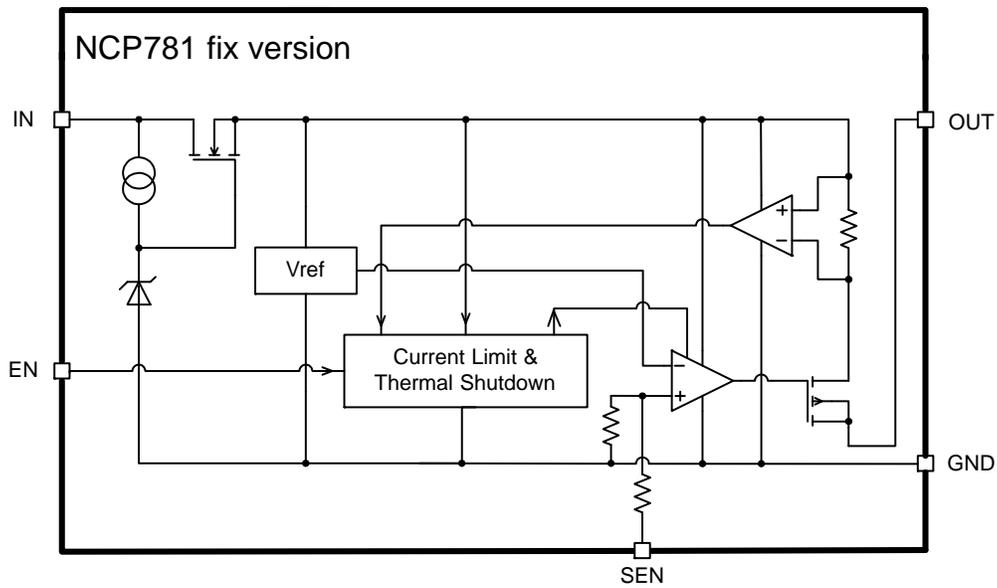 NCP781 fix version
IN
OUT
+
−
Vref
Current Limit &
Thermal Shutdown
EN
−
+
GND
SEN